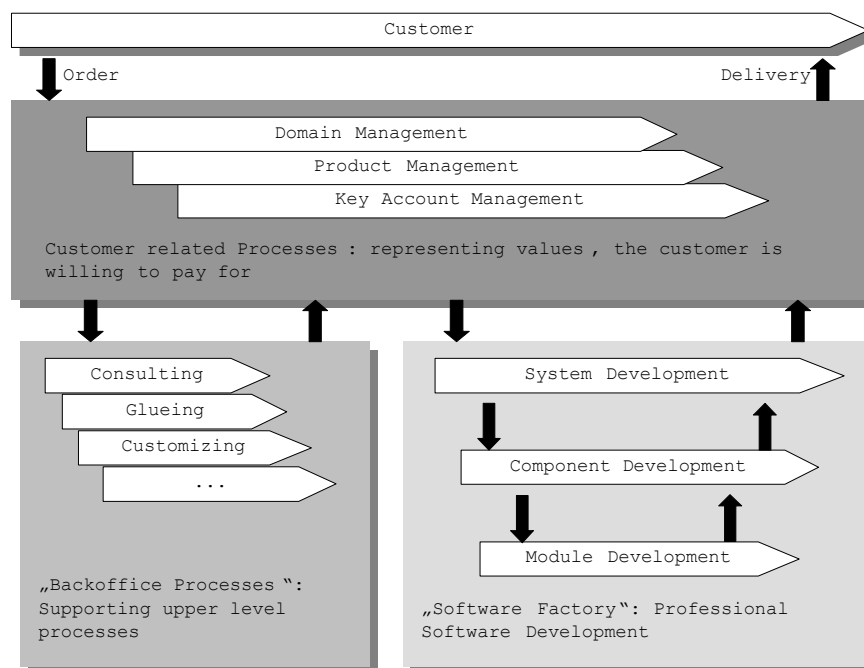 Customer
Order
Delivery
Domain Management
Product Management
Key Account Management
Customer related Processes : representing values , the customer is
willing to pay for
Consulting
Glueing
Customizing
...
„Backoffice Processes “:
Supporting upper level
processes
System Development
Component Development
Module Development
„Software Factory“: Professional
Software Development